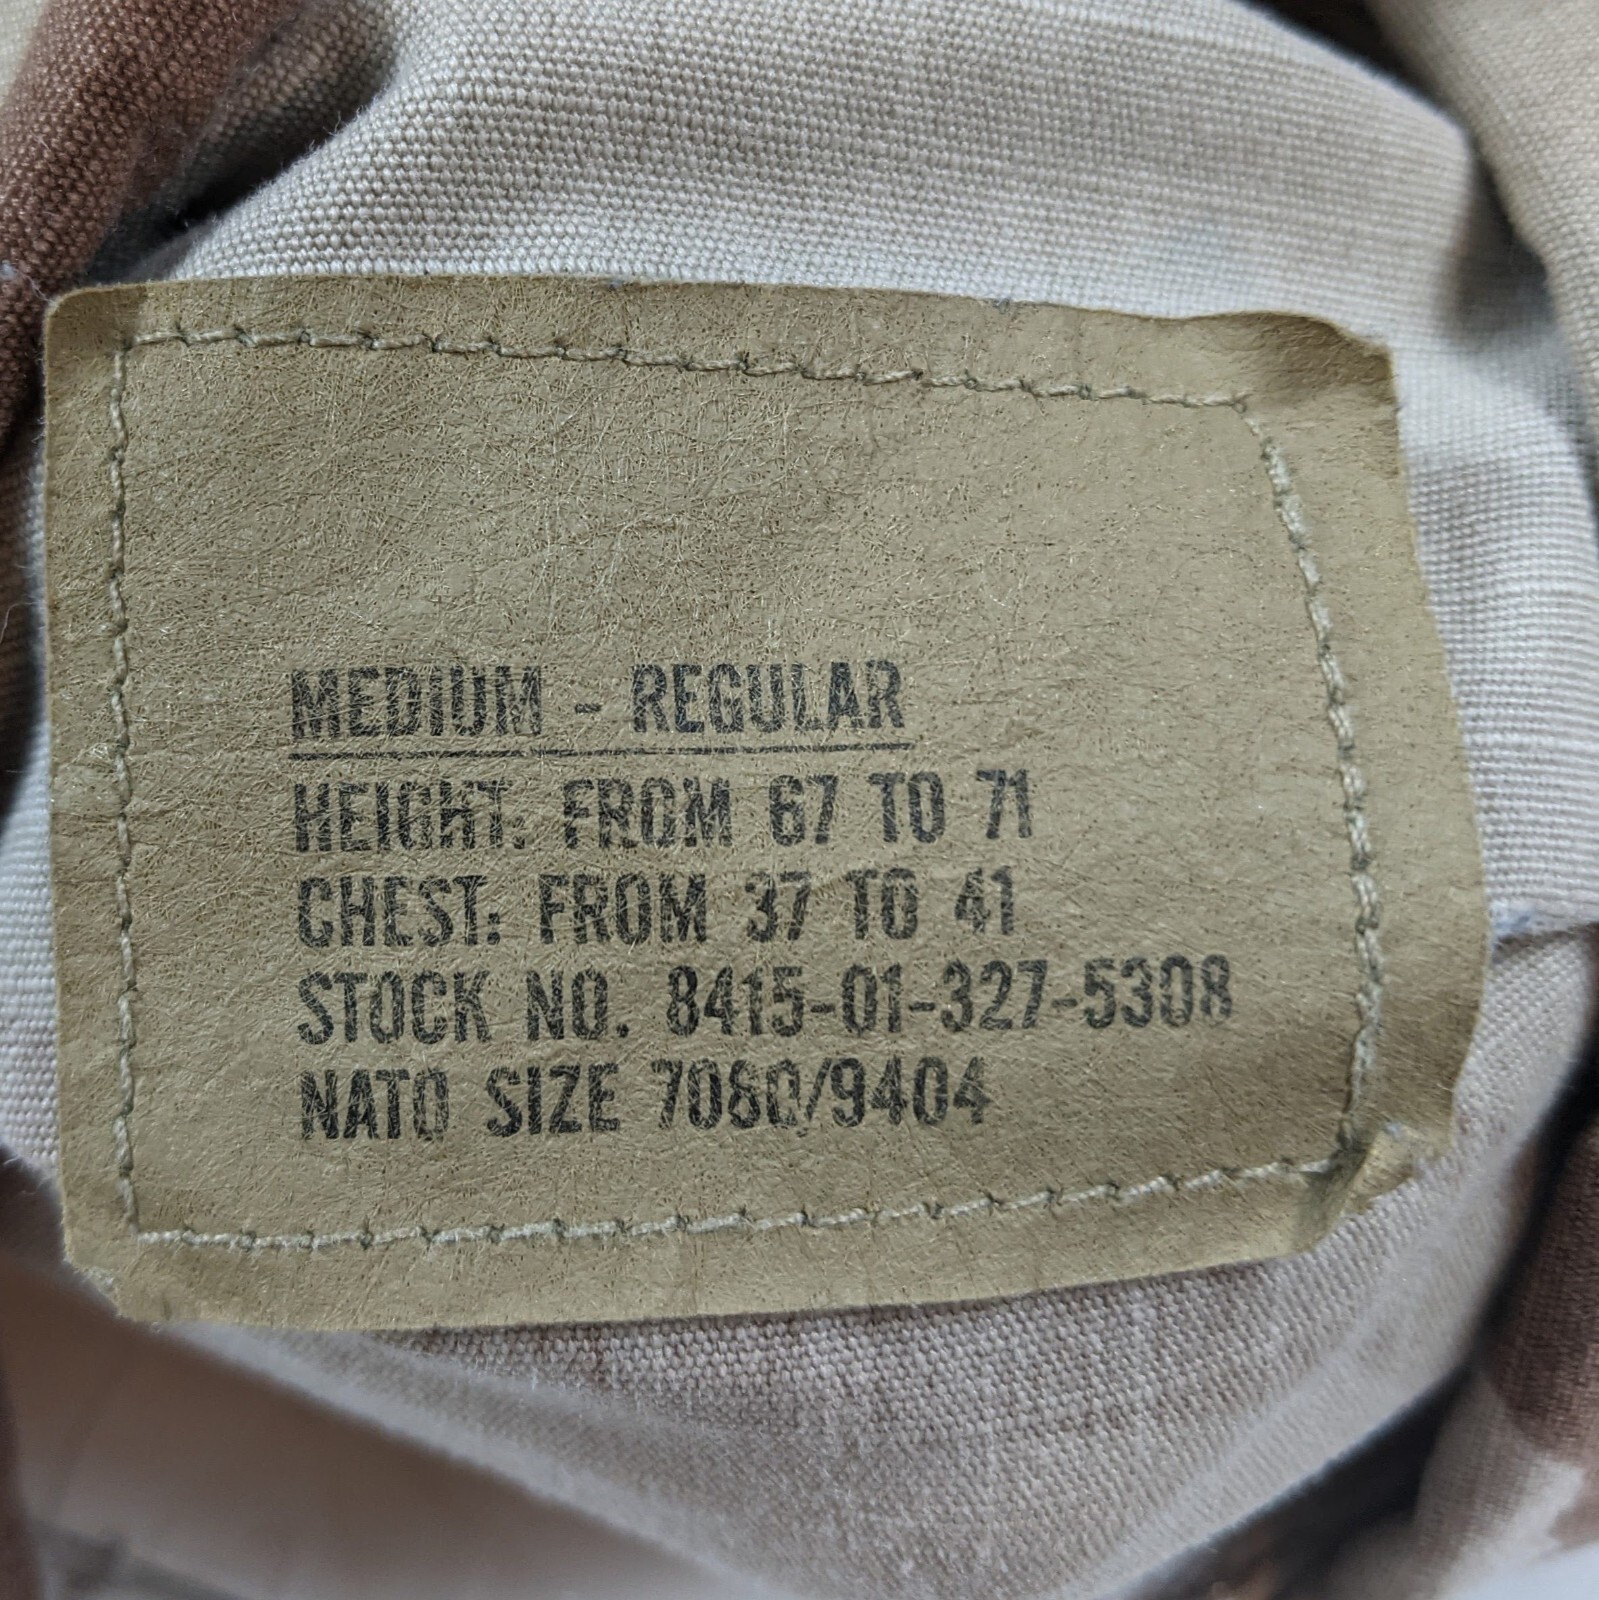 MEDIUM - REGULAR
HEIGHT: FROM 67 TO 71
CHEST: FROM 37 TO 41
STOCK NO. 8415-01-327-5308
NATO SIZE 7080/9404